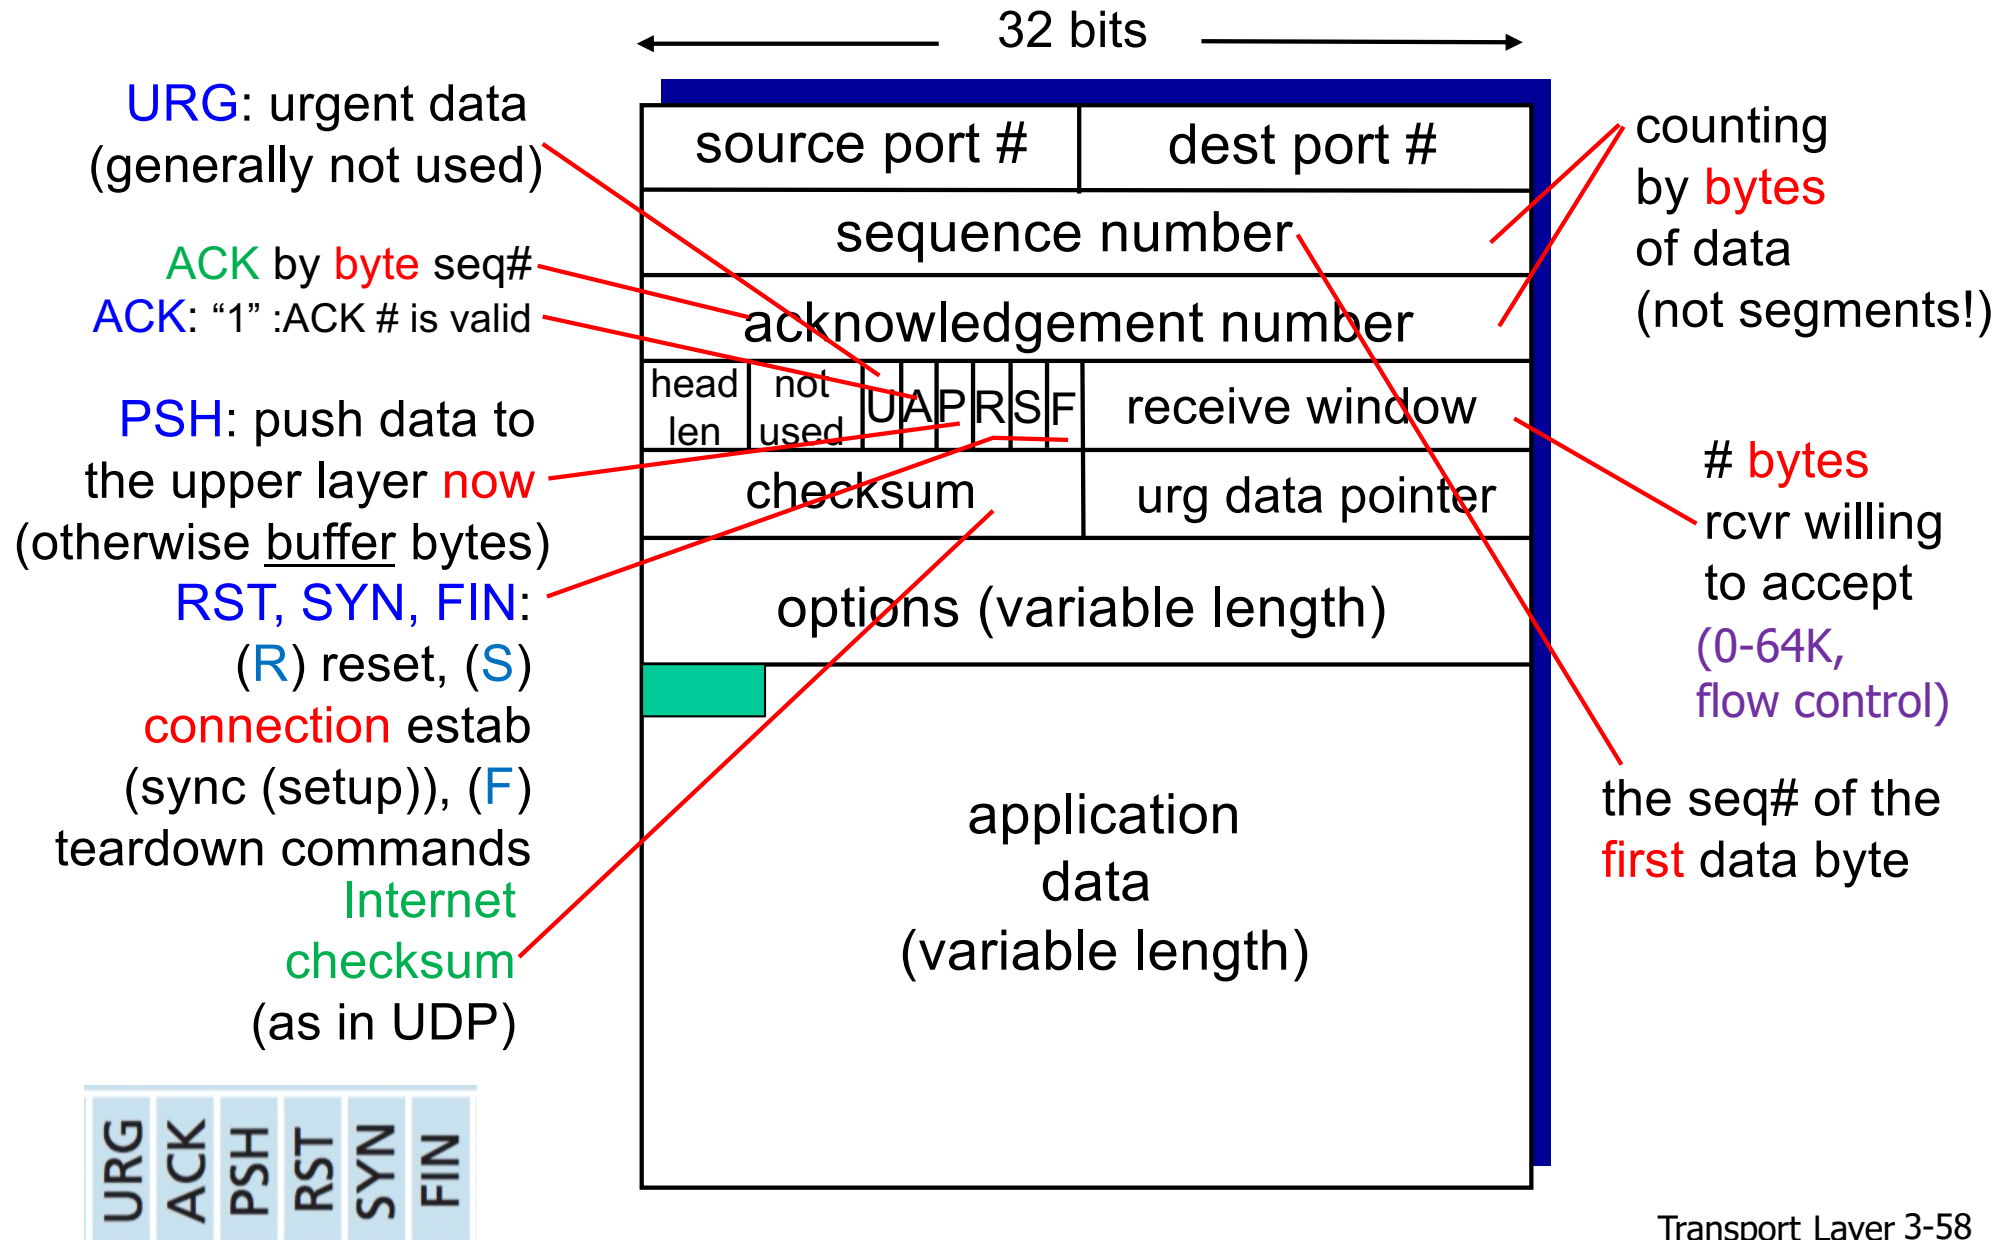 32 bits
URG: urgent data
(generally not used)
ACK by byte seq#
ACK: “1” :ACK # is valid
PSH: push data to
the upper layer now
(otherwise buffer bytes)
RST, SYN, FIN:
(R) reset, (S)
connection estab
(sync (setup)), (F)
teardown commands
Internet
checksum
(as in UDP)
source port #
dest port #
sequence number
acknowledgement number
head
len
not
used
U
A
P
R
S
F
receive window
checksum
urg data pointer
options (variable length)
application
data
(variable length)
counting
by bytes
of data
(not segments!)
# bytes
rcvr willing
to accept
(0-64K,
flow control)
the seq# of the
first data byte
URG
ACK
PSH
RST
SYN
FIN
Transport Layer 3-58